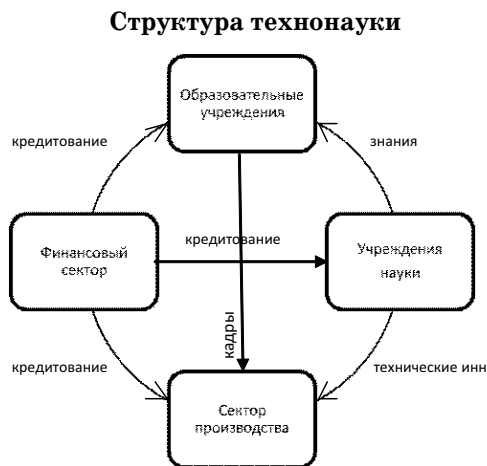 Структура технонауки
Образовательные
учреждения
кредитование
знания
Финансовый
сектор
кредитование
Учреждения
науки
кадры
кредитование
технические инн
Сектор
производства